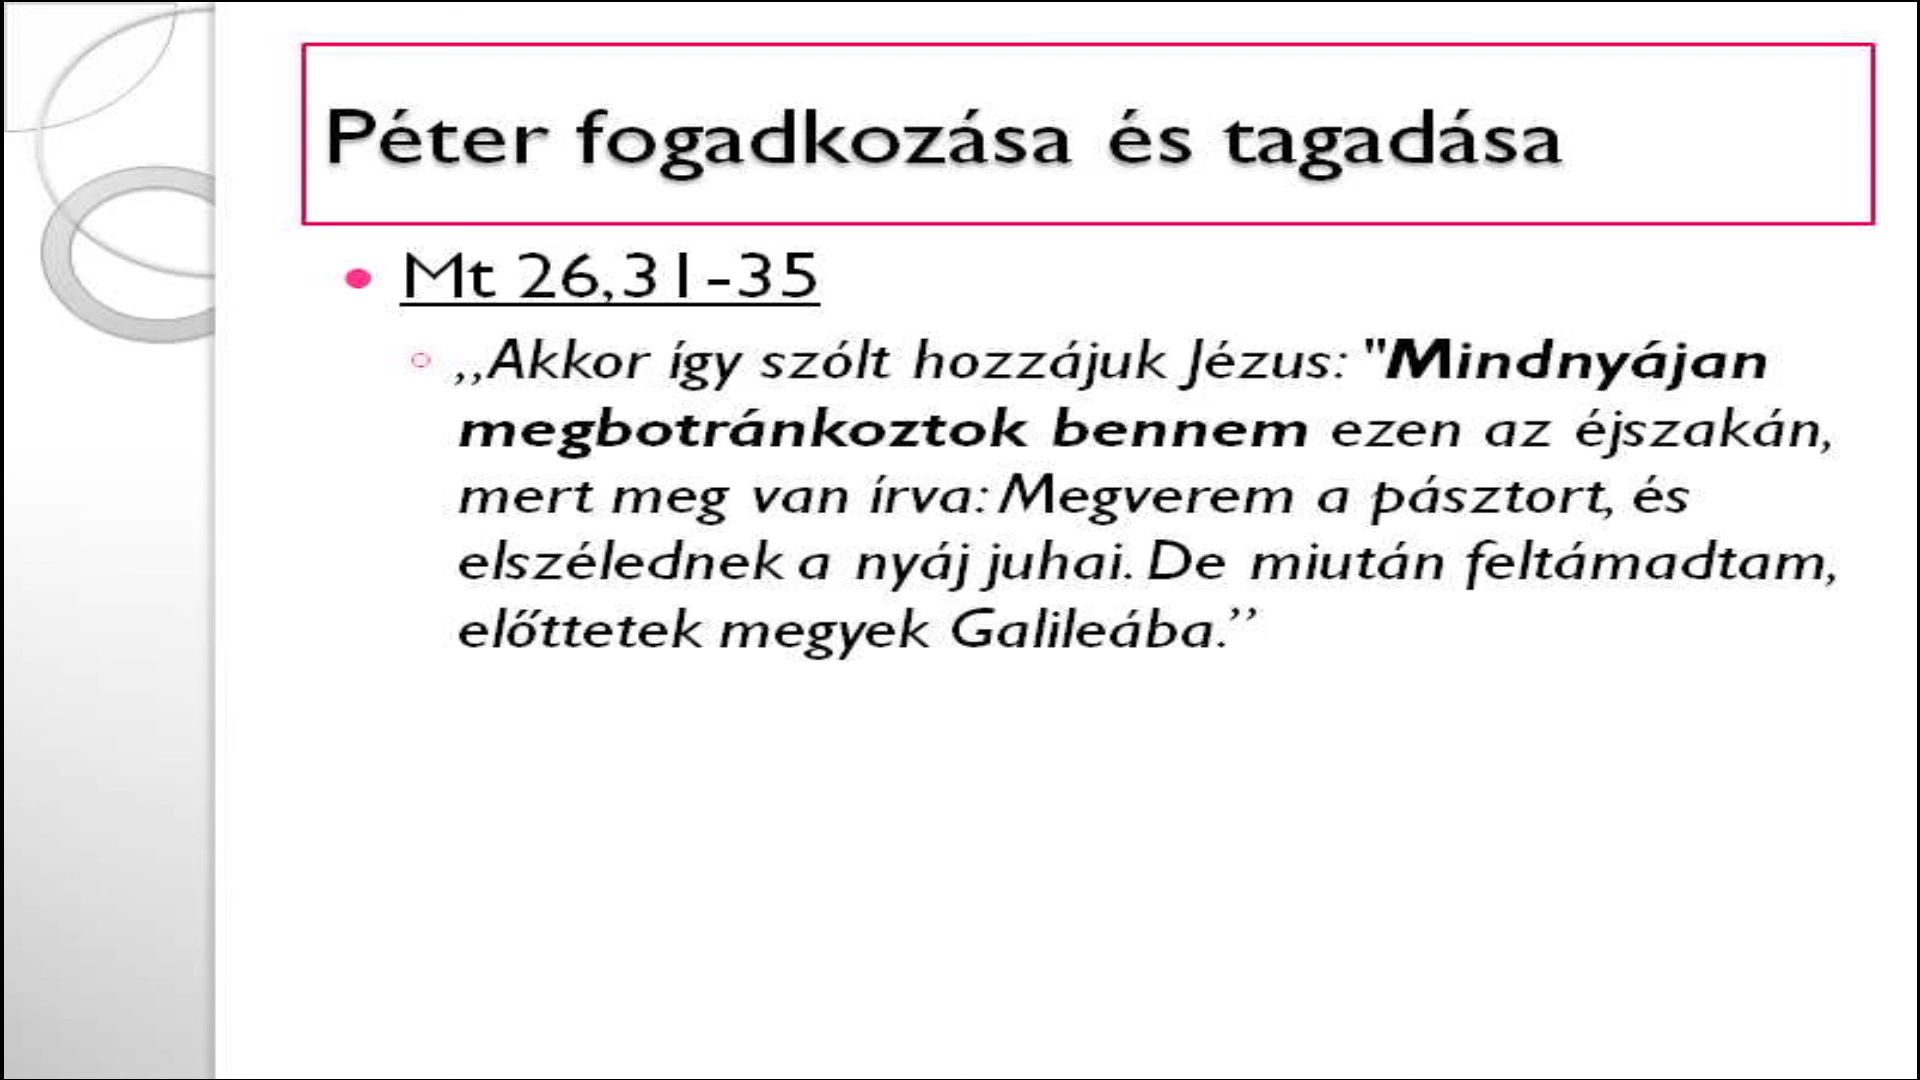 Péter fogadkozása és tagadása
Mt 26,31-35
„Akkor így szólt hozzájuk Jézus: "Mindnyájan
megbotránkoztok bennem ezen az éjszakán,
mert meg van írva: Megverem a pásztort, és
elszélednek a nyáj juhai. De miután feltámadtam,
előttetek megyek Galileába.”